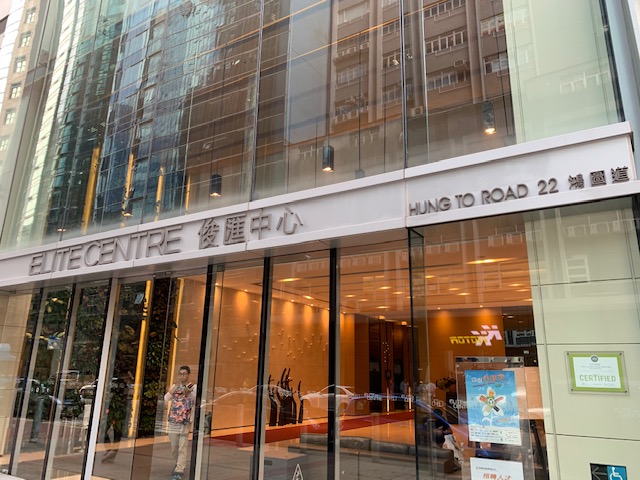 ELITE CENTRE 俊匯中心
HUNG TO ROAD 22 鴻圖道
CERTIFIED